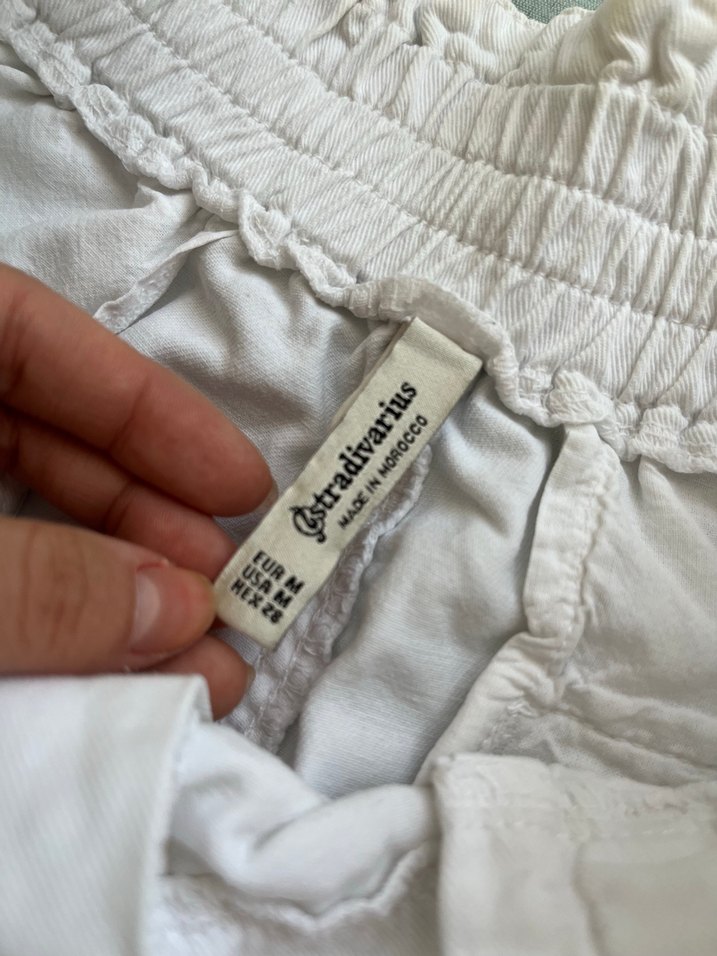 stradivarius
MADE IN MOROCCO
EUR M
USA M
MEX 28